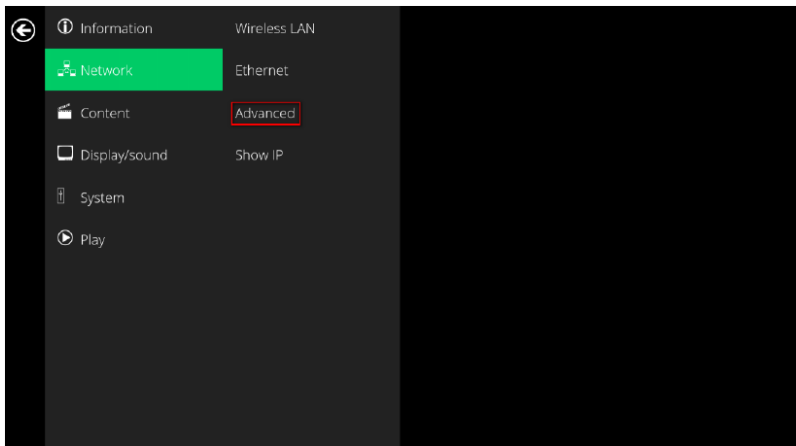 Information
Network
Content
Display/sound
System
Play
Wireless LAN
Ethernet
Advanced
Show IP